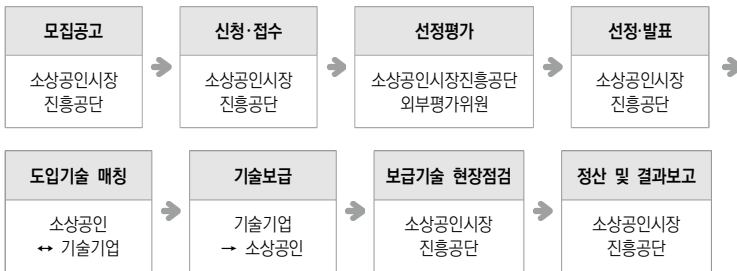 모집공고
소상공인시장
진흥공단
신청·접수
소상공인시장
진흥공단
선정평가
소상공인시장진흥공단
외부평가위원
선정·발표
소상공인시장
진흥공단
도입기술 매칭
소상공인
↔ 기술기업
기술보급
기술기업
→ 소상공인
보급기술 현장점검
소상공인시장
진흥공단
정산 및 결과보고
소상공인시장
진흥공단